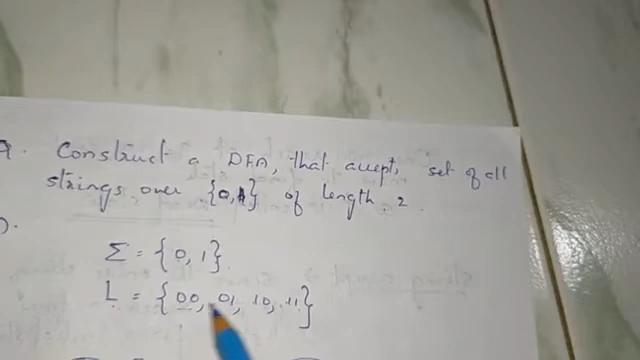 Q. Construct a DFA, that accept, set of all
strings over {0,1} of length 2.
Σ = {0,1}
L = {00, 01, 10, 11}